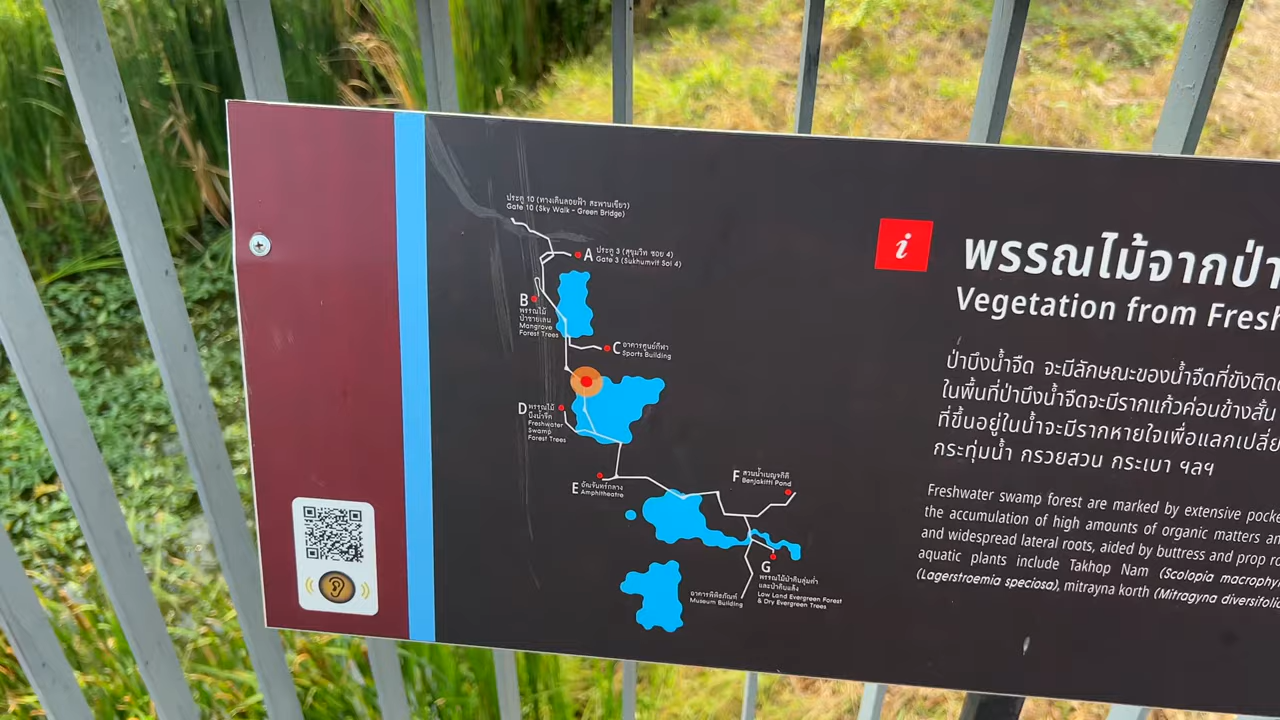 ประตู 10 (ทางเดินลอยฟ้า สะพานเขียว)
Gate 10 (Sky Walk - Green Bridge)
A ประตู 3 (สุขุมวิท ซอย 4)
Gate 3 (Sukhumvit Soi 4)
B
พรรณไม้
ป่าชายเลน
Mangrove
Forest Trees
C อาคารศูนย์กีฬา
Sports Building
D พรรณไม้
บึงน้ำจืด
Freshwater
Swamp
Forest Trees
E อัฒจันทร์กลาง
Amphitheatre
F สวนน้ำเบญจกิติ
Benjakitti Pond
G
พรรณไม้ป่าดิบลุ่มต่ำ
และป่าดิบแล้ง
Low Land Evergreen Forest
& Dry Evergreen Trees
อาคารพิพิธภัณฑ์
Museum Building
i
พรรณไม้จากป่า
Vegetation from Fresh
ป่าบึงน้ำจืด จะมีลักษณะของน้ำจืดที่ขังติด
ในพื้นที่ป่าบึงน้ำจืดจะมีรากแก้วค่อนข้างสั้น
ที่ขึ้นอยู่ในน้ำจะมีรากหายใจเพื่อแลกเปลี่ย
กระทุ่มน้ำ กรวยสวน กระเบา ฯลฯ
Freshwater swamp forest are marked by extensive pocke
the accumulation of high amounts of organic matters an
and widespread lateral roots, aided by buttress and prop ro
aquatic plants include Takhop Nam (Scolopia macrophy
(Lagerstroemia speciosa), mitrayna korth (Mitragyna diversifolia